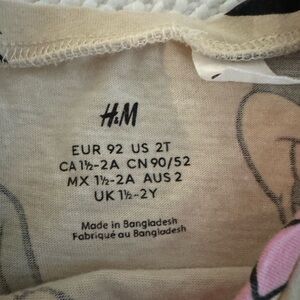 H&M
EUR 92 US 2T
CA 1½-2A CN 90/52
MX 1½-2A AUS 2
UK 1½-2Y
Made in Bangladesh
Fabriqué au Bangladesh